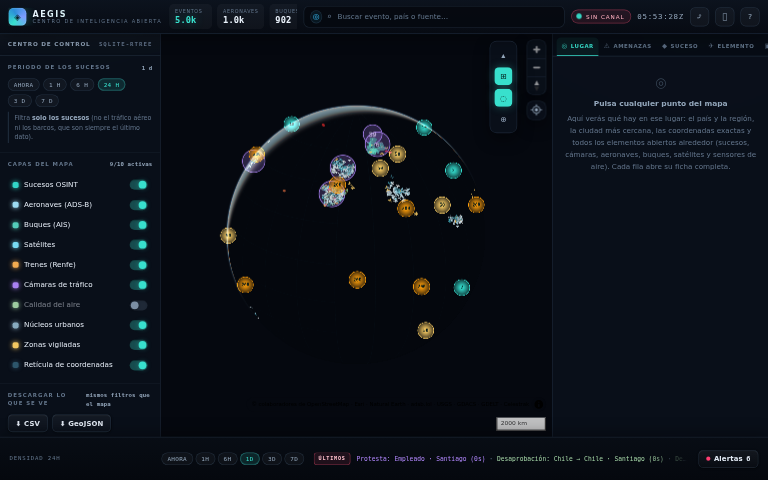 AEGIS
CENTRO DE INTELIGENCIA ABIERTA
EVENTOS
5.0k
AERONAVES
1.0k
BUQUES
902
Buscar evento, país o fuente…
SIN CANAL
05:53:28Z
?
CENTRO DE CONTROL
SQLITE-RTREE
PERIODO DE LOS SUCESOS
1 d
AHORA
1 H
6 H
24 H
3 D
7 D
Filtra solo los sucesos (no el tráfico aéreo
ni los barcos, que son siempre el último
dato).
CAPAS DEL MAPA
9/10 activas
Sucesos OSINT
Aeronaves (ADS-B)
Buques (AIS)
Satélites
Trenes (Renfe)
Cámaras de tráfico
Calidad del aire
Núcleos urbanos
Zonas vigiladas
Retícula de coordenadas
DESCARGAR LO
QUE SE VE
mismos filtros que
el mapa
⬇ CSV
⬇ GeoJSON
2000 km
LUGAR
AMENAZAS
SUCESO
ELEMENTO
Pulsa cualquier punto del mapa
Aquí verás qué hay en ese lugar: el país y la región,
la ciudad más cercana, las coordenadas exactas y
todos los elementos abiertos alrededor (sucesos,
cámaras, aeronaves, buques, satélites y sensores de
aire). Cada fila abre su ficha completa.
DENSIDAD 24H
AHORA
1H
6H
1D
3D
7D
ÚLTIMOS
Protesta: Empleado · Santiago (0s) · Desaprobación: Chile → Chile · Santiago (0s) · De
Alertas 6